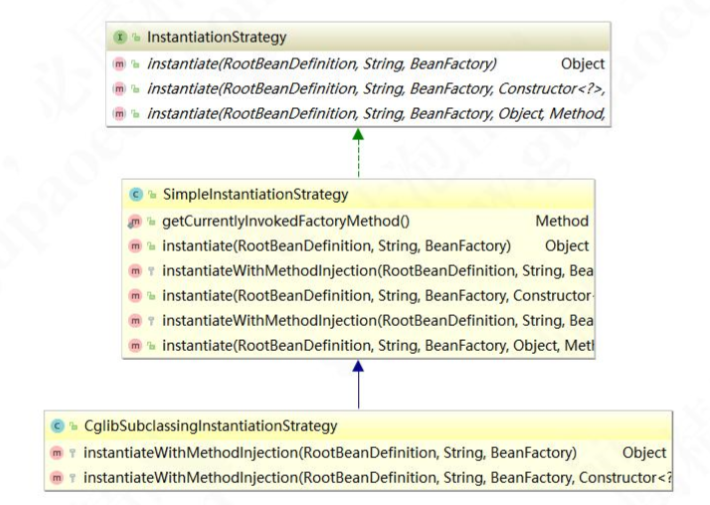 InstantiationStrategy
instantiate(RootBeanDefinition, String, BeanFactory) Object
instantiate(RootBeanDefinition, String, BeanFactory, Constructor<?>,
instantiate(RootBeanDefinition, String, BeanFactory, Object, Method,
SimpleInstantiationStrategy
getCurrentlyInvokedFactoryMethod() Method
instantiate(RootBeanDefinition, String, BeanFactory) Object
instantiateWithMethodInjection(RootBeanDefinition, String, Bea
instantiate(RootBeanDefinition, String, BeanFactory, Constructor
instantiateWithMethodInjection(RootBeanDefinition, String, Bea
instantiate(RootBeanDefinition, String, BeanFactory, Object, Meth
CglibSubclassingInstantiationStrategy
instantiateWithMethodInjection(RootBeanDefinition, String, BeanFactory) Object
instantiateWithMethodInjection(RootBeanDefinition, String, BeanFactory, Constructor<?